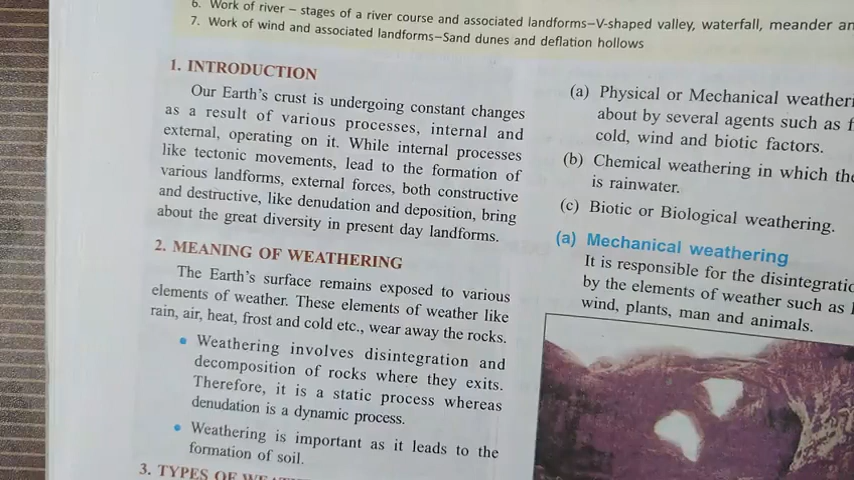 6. Work of river – stages of a river course and associated landforms–V-shaped valley, waterfall, meander
7. Work of wind and associated landforms–Sand dunes and deflation hollows
1. INTRODUCTION
Our Earth's crust is undergoing constant changes
as a result of various processes, internal and
external, operating on it. While internal processes
like tectonic movements, lead to the formation of
various landforms, external forces, both constructive
and destructive, like denudation and deposition, bring
about the great diversity in present day landforms.
2. MEANING OF WEATHERING
The Earth's surface remains exposed to various
elements of weather. These elements of weather like
rain, air, heat, frost and cold etc., wear away the rocks.
• Weathering involves disintegration and
decomposition of rocks where they exits.
Therefore, it is a static process whereas
denudation is a dynamic process.
• Weathering is important as it leads to the
formation of soil.
3. TYPES OF
(a) Physical or Mechanical
about by several agents such as
cold, wind and biotic factors.
(b) Chemical weathering in which
is rainwater.
(c) Biotic or Biological weathering.
(a) Mechanical weathering
It is responsible for the
by the elements of weather such as
wind, plants, man and animals.